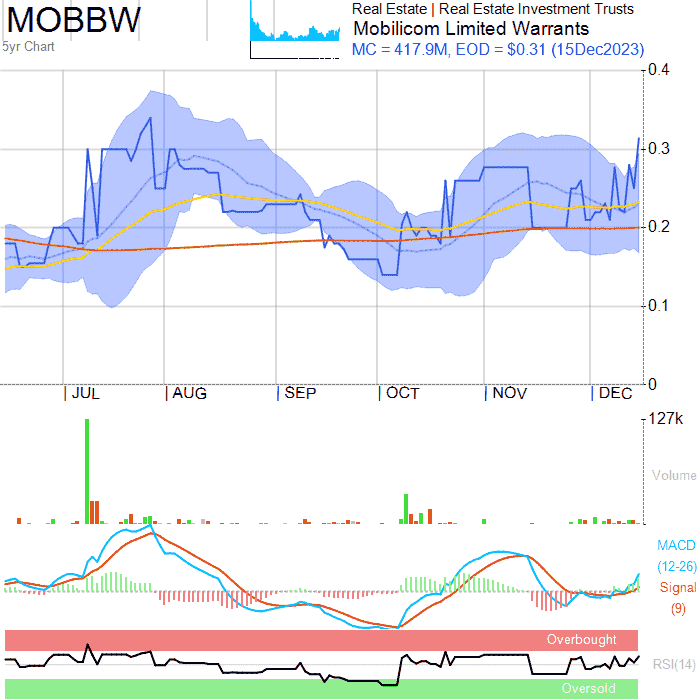 MOBBW
5yr Chart
Real Estate | Real Estate Investment Trusts
Mobilicom Limited Warrants
MC = 417.9M, EOD = $0.31 (15Dec2023)
0.4
0.3
0.2
0.1
0
JUL AUG SEP OCT NOV DEC
127k
Volume
MACD
(12-26)
Signal
(9)
Overbought
RSI(14)
Oversold